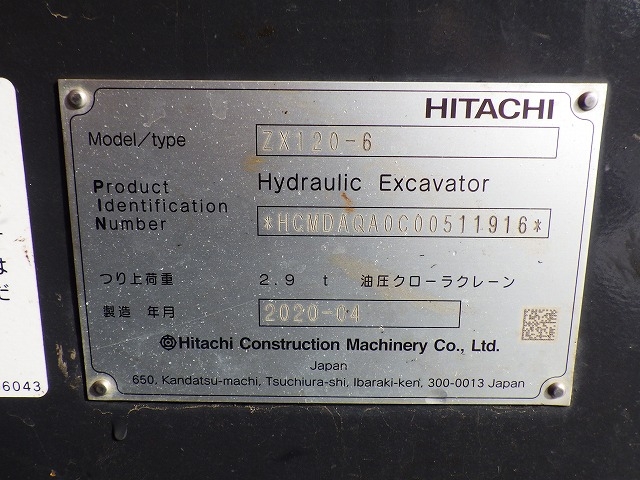 HITACHI
Model/type ZX120-6
Hydraulic Excavator
Product
Identification
Number *HCMDAQA0C00511916*
つり上荷重 2.9 t 油圧クローラクレーン
製造 年月 2020-04
©Hitachi Construction Machinery Co., Ltd.
Japan
650, Kandatsu-machi, Tsuchiura-shi, Ibaraki-ken, 300-0013 Japan
は
だ
6043